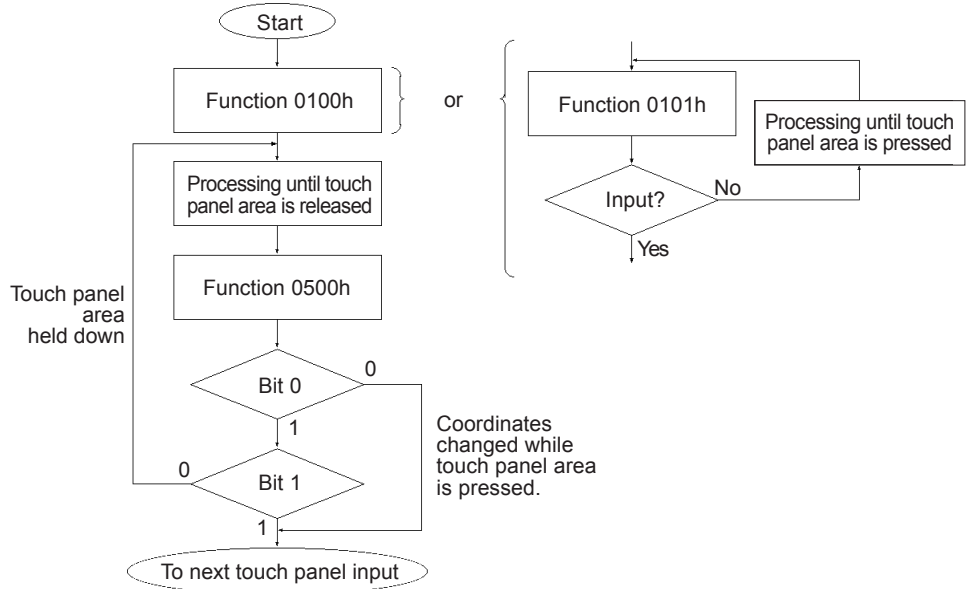 Start
Function 0100h
or
Function 0101h
Processing until touch
panel area is pressed
Input?
No
Yes
Processing until touch
panel area is released
Function 0500h
Touch panel
area
held down
Bit 0
0
1
Coordinates
changed while
touch panel area
is pressed.
Bit 1
0
1
To next touch panel input